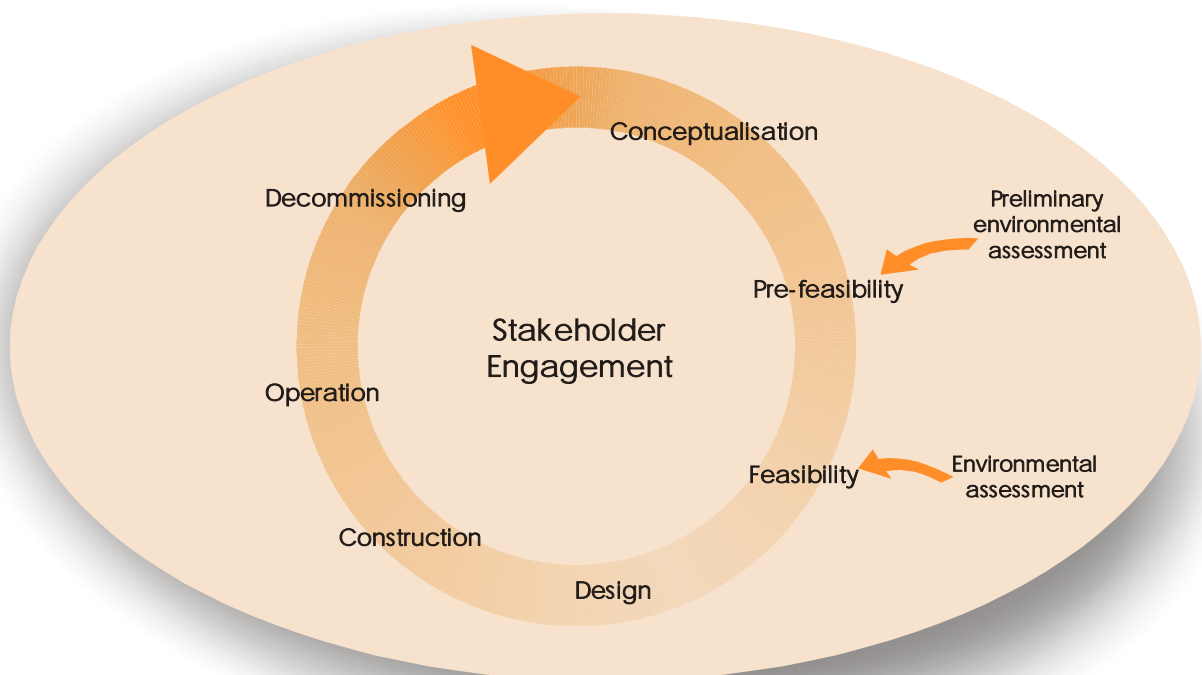 Conceptualisation
Preliminary
environmental
assessment
Pre-feasibility
Environmental
assessment
Feasibility
Design
Construction
Operation
Decommissioning
Stakeholder
Engagement